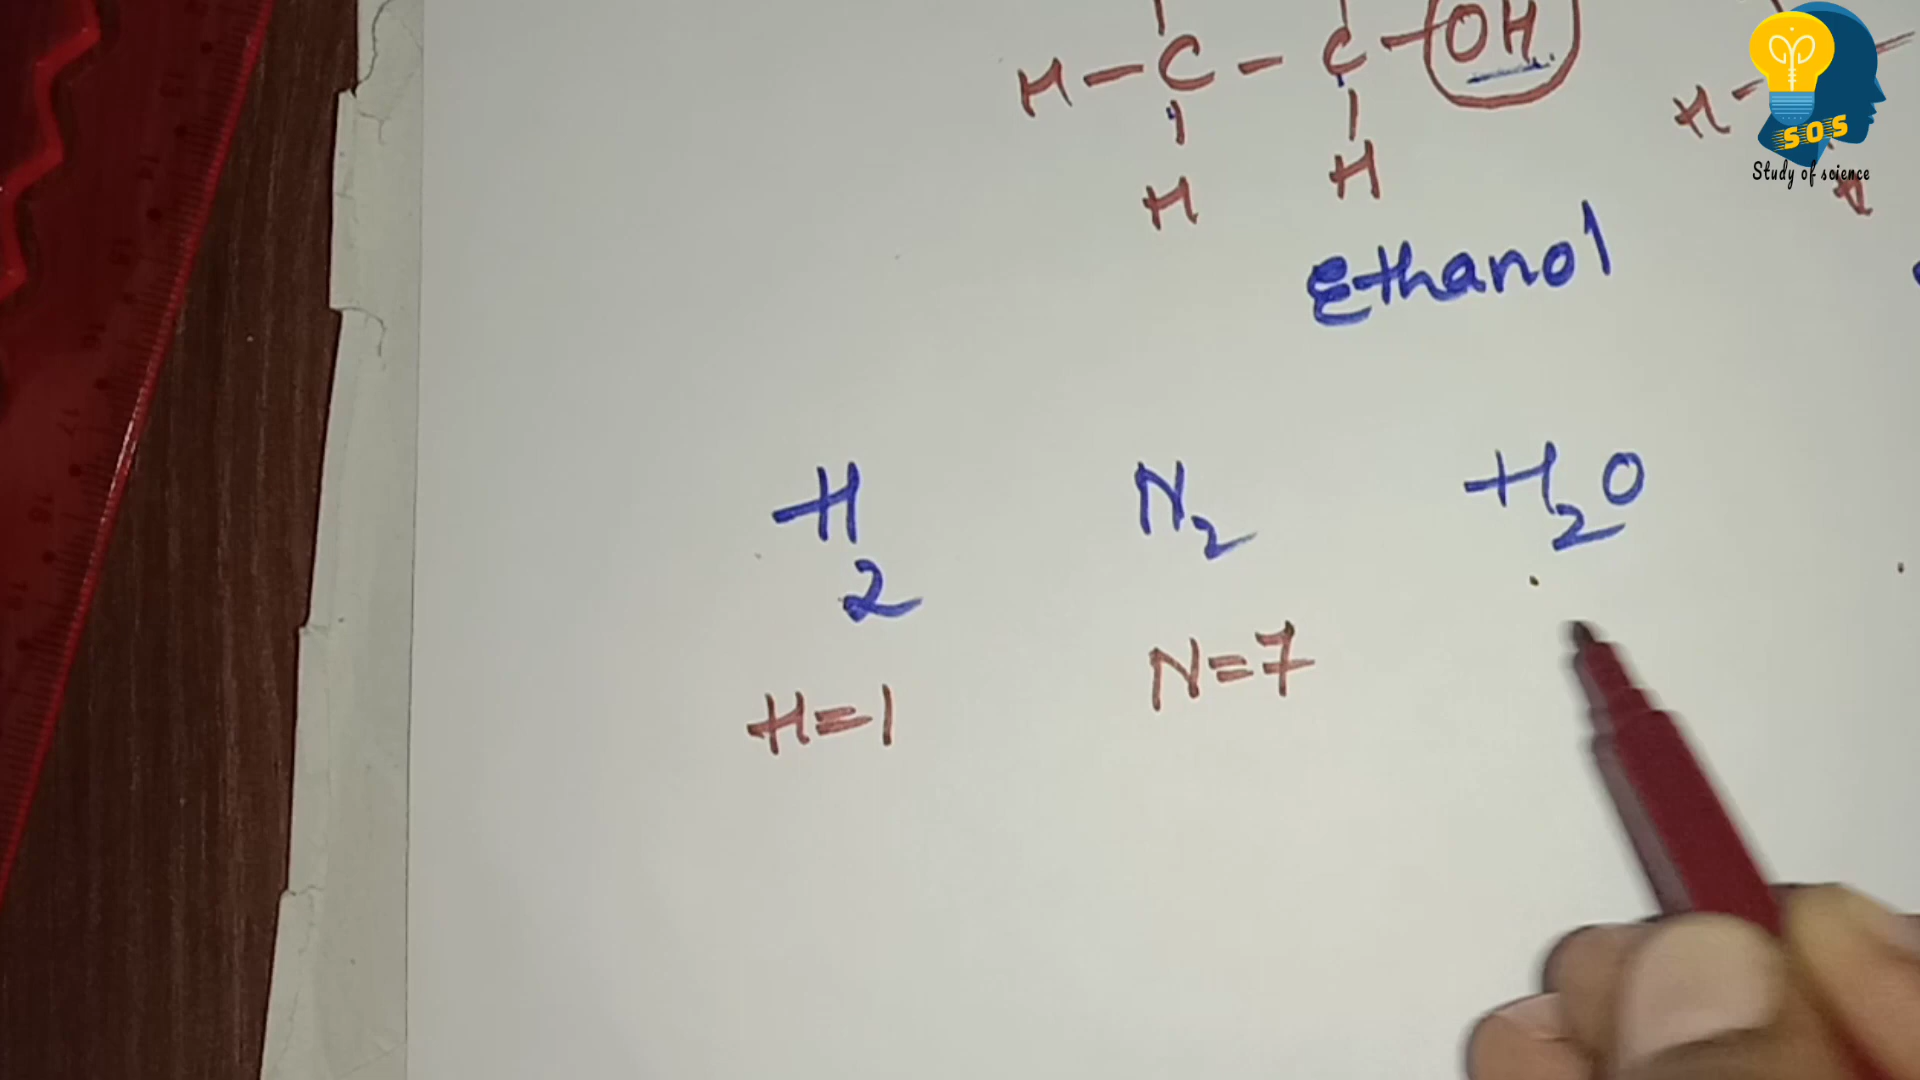 H - C - C - OH
H H
H
H
Ethanol
H2 N2 H2O
H=1 N=7
SOS
Study of science